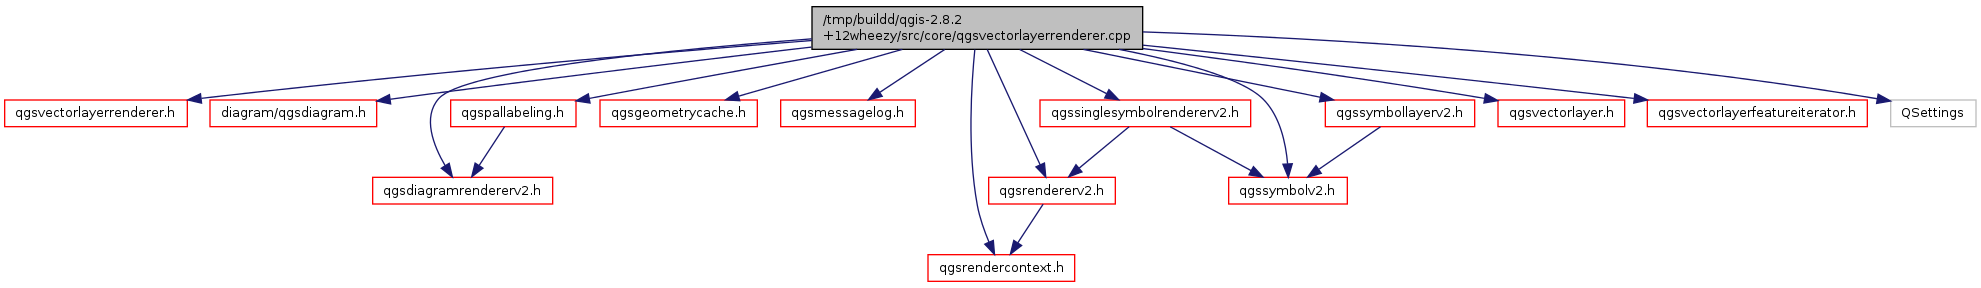 /tmp/buildd/qgis-2.8.2
+12wheezy/src/core/qgsvectorlayerrenderer.cpp
qgsvectorlayerrenderer.h
diagram/qgsdiagram.h
qgspallabeling.h
qgsgeometrycache.h
qgsmessagelog.h
qgssinglesymbolrendererv2.h
qgssymbollayerv2.h
qgsvectorlayer.h
qgsvectorlayerfeatureiterator.h
QSettings
qgsdiagramrendererv2.h
qgsrendererv2.h
qgssymbolv2.h
qgsrendercontext.h